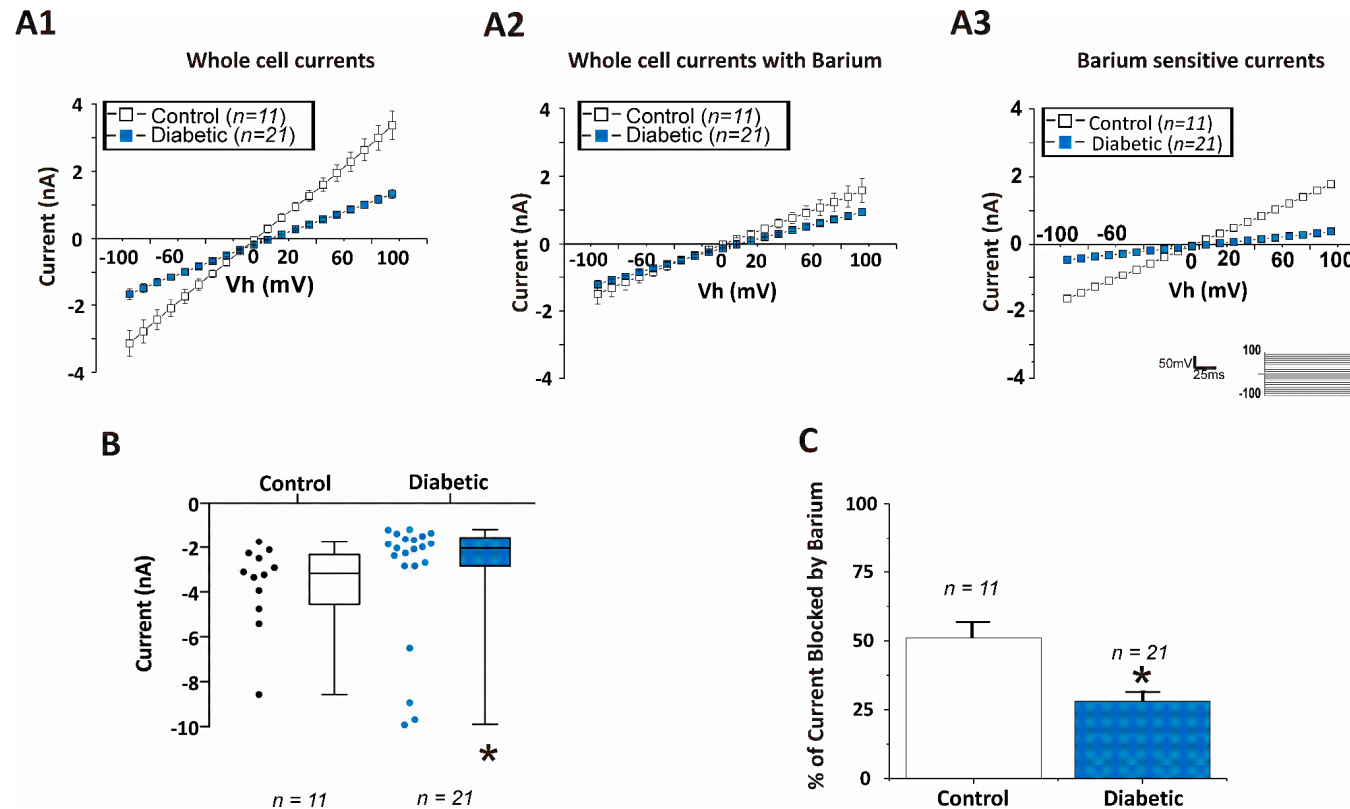 A1
Whole cell currents
Control (n=11)
Diabetic (n=21)
Current (nA)
4
2
0
-2
-4
-100 -60 0 20 60 100
Vh (mV)
A2
Whole cell currents with Barium
Control (n=11)
Diabetic (n=21)
Current (nA)
4
2
0
-2
-4
-100 -60 0 20 60 100
Vh (mV)
A3
Barium sensitive currents
Control (n=11)
Diabetic (n=21)
Current (nA)
4
2
0
-2
-4
-100 -60 0 20 60 100
Vh (mV)
50mV
25ms
100
-100
B
Control Diabetic
Current (nA)
0
-2
-4
-6
-8
-10
*
n = 11 n = 21
C
% of Current Blocked by Barium
100
75
50
25
0
n = 11
n = 21
*
Control Diabetic